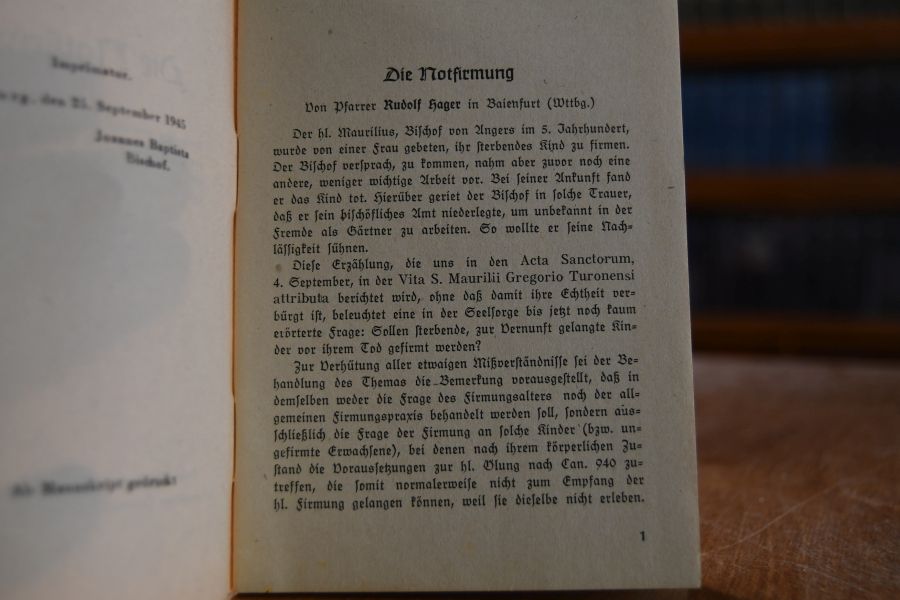 Imprimatur.
rg, den 25. September 1945
Joannes Baptista
Bischof.
Als Manuskript gedruckt
Die Notfirmung
Von Pfarrer Rudolf Hager in Baienfurt (Wttbg.)
Der hl. Maurilius, Bischof von Angers im 5. Jahrhundert,
wurde von einer Frau gebeten, ihr sterbendes Kind zu firmen.
Der Bischof versprach, zu kommen, nahm aber zuvor noch eine
andere, weniger wichtige Arbeit vor. Bei seiner Ankunft fand
er das Kind tot. Hierüber geriet der Bischof in solche Trauer,
daß er sein bischöfliches Amt niederlegte, um unbekannt in der
Fremde als Gärtner zu arbeiten. So wollte er seine Nach-
lässigkeit sühnen.
Diese Erzählung, die uns in den Acta Sanctorum,
4. September, in der Vita S. Maurilii Gregorio Turonensi
attributa berichtet wird, ohne daß damit ihre Echtheit ver-
bürgt ist, beleuchtet eine in der Seelsorge bis jetzt noch kaum
erörterte Frage: Sollen sterbende, zur Vernunft gelangte Kin-
der vor ihrem Tod gefirmt werden?
Zur Verhütung aller etwaigen Mißverständnisse sei der Be-
handlung des Themas die Bemerkung vorausgestellt, daß in
demselben weder die Frage des Firmungsalters noch der all-
gemeinen Firmungspraxis behandelt werden soll, sondern aus-
schließlich die Frage der Firmung an solche Kinder (bzw. un-
gefirmte Erwachsene), bei denen nach ihrem körperlichen Zu-
stand die Voraussetzungen zur hl. Ölung nach Can. 940 zu-
treffen, die somit normalerweise nicht zum Empfang der
hl. Firmung gelangen können, weil sie dieselbe nicht erleben.
1